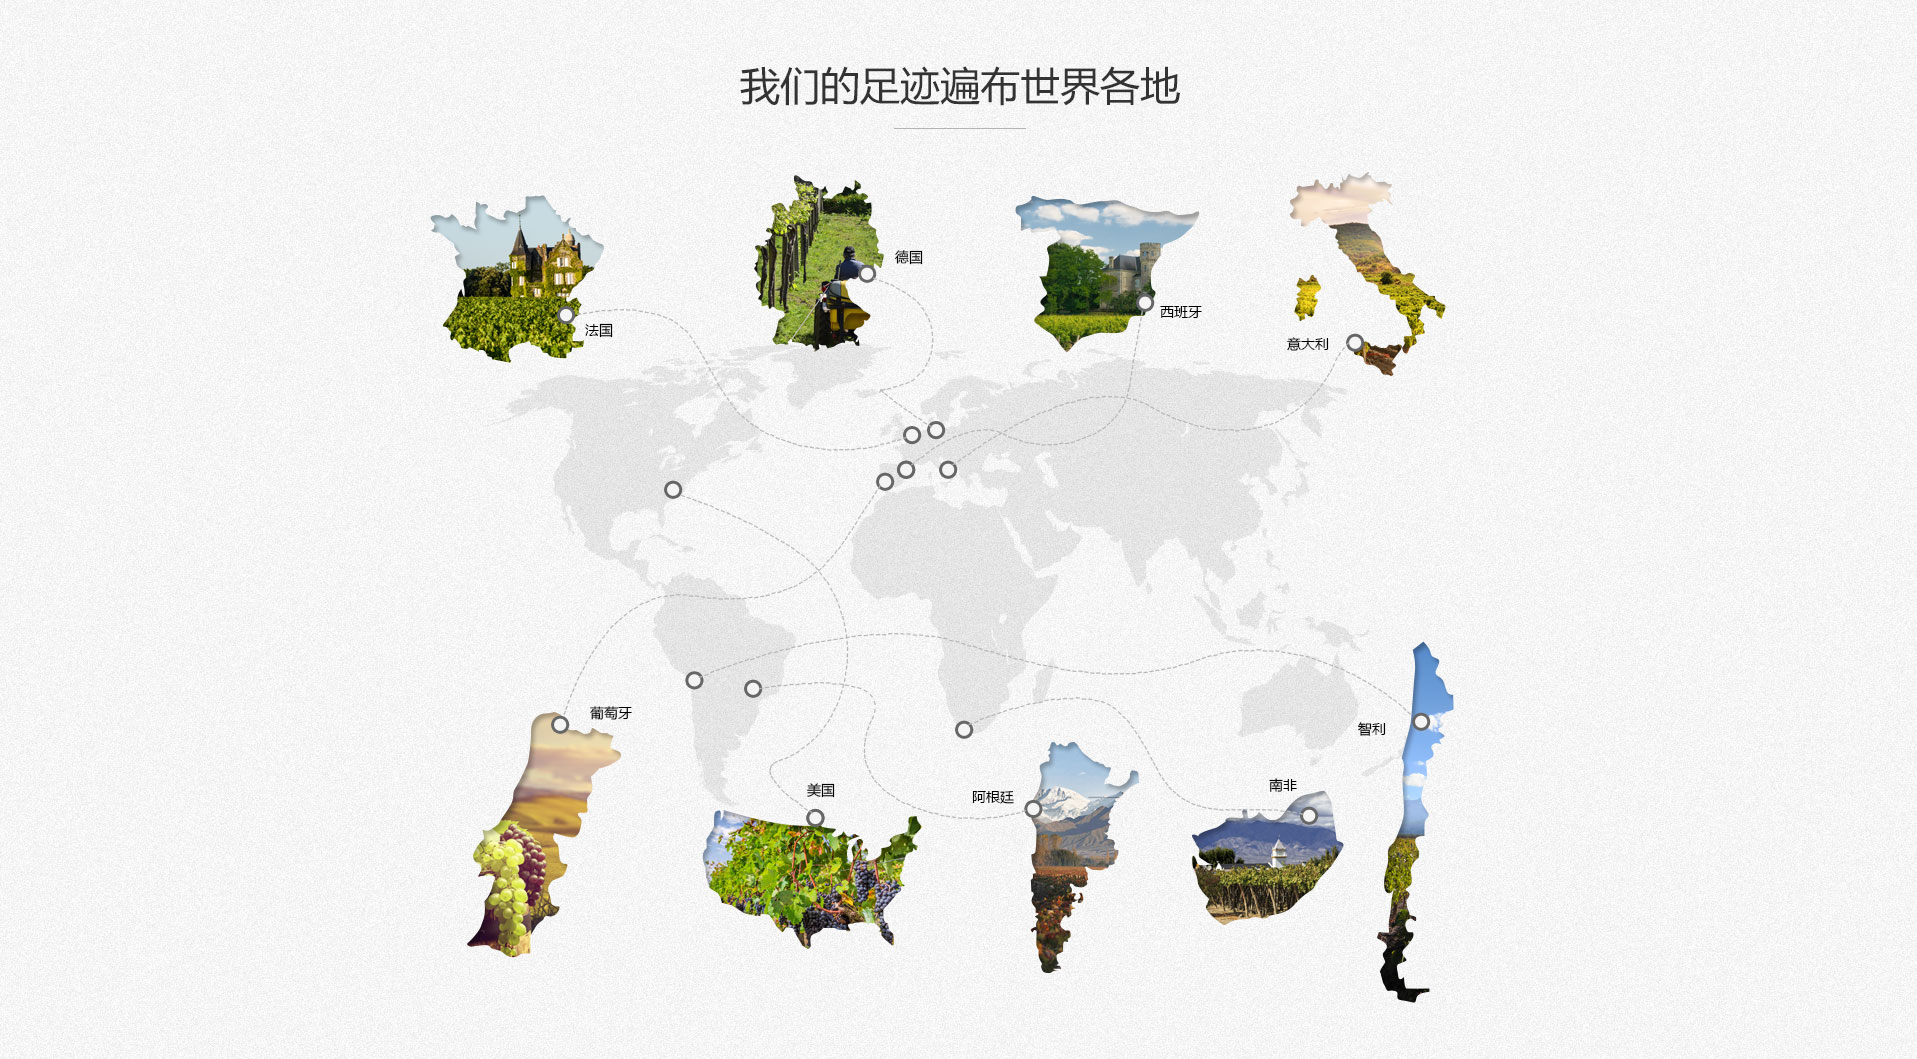 我们的足迹遍布世界各地
法国
德国
西班牙
意大利
葡萄牙
美国
阿根廷
南非
智利